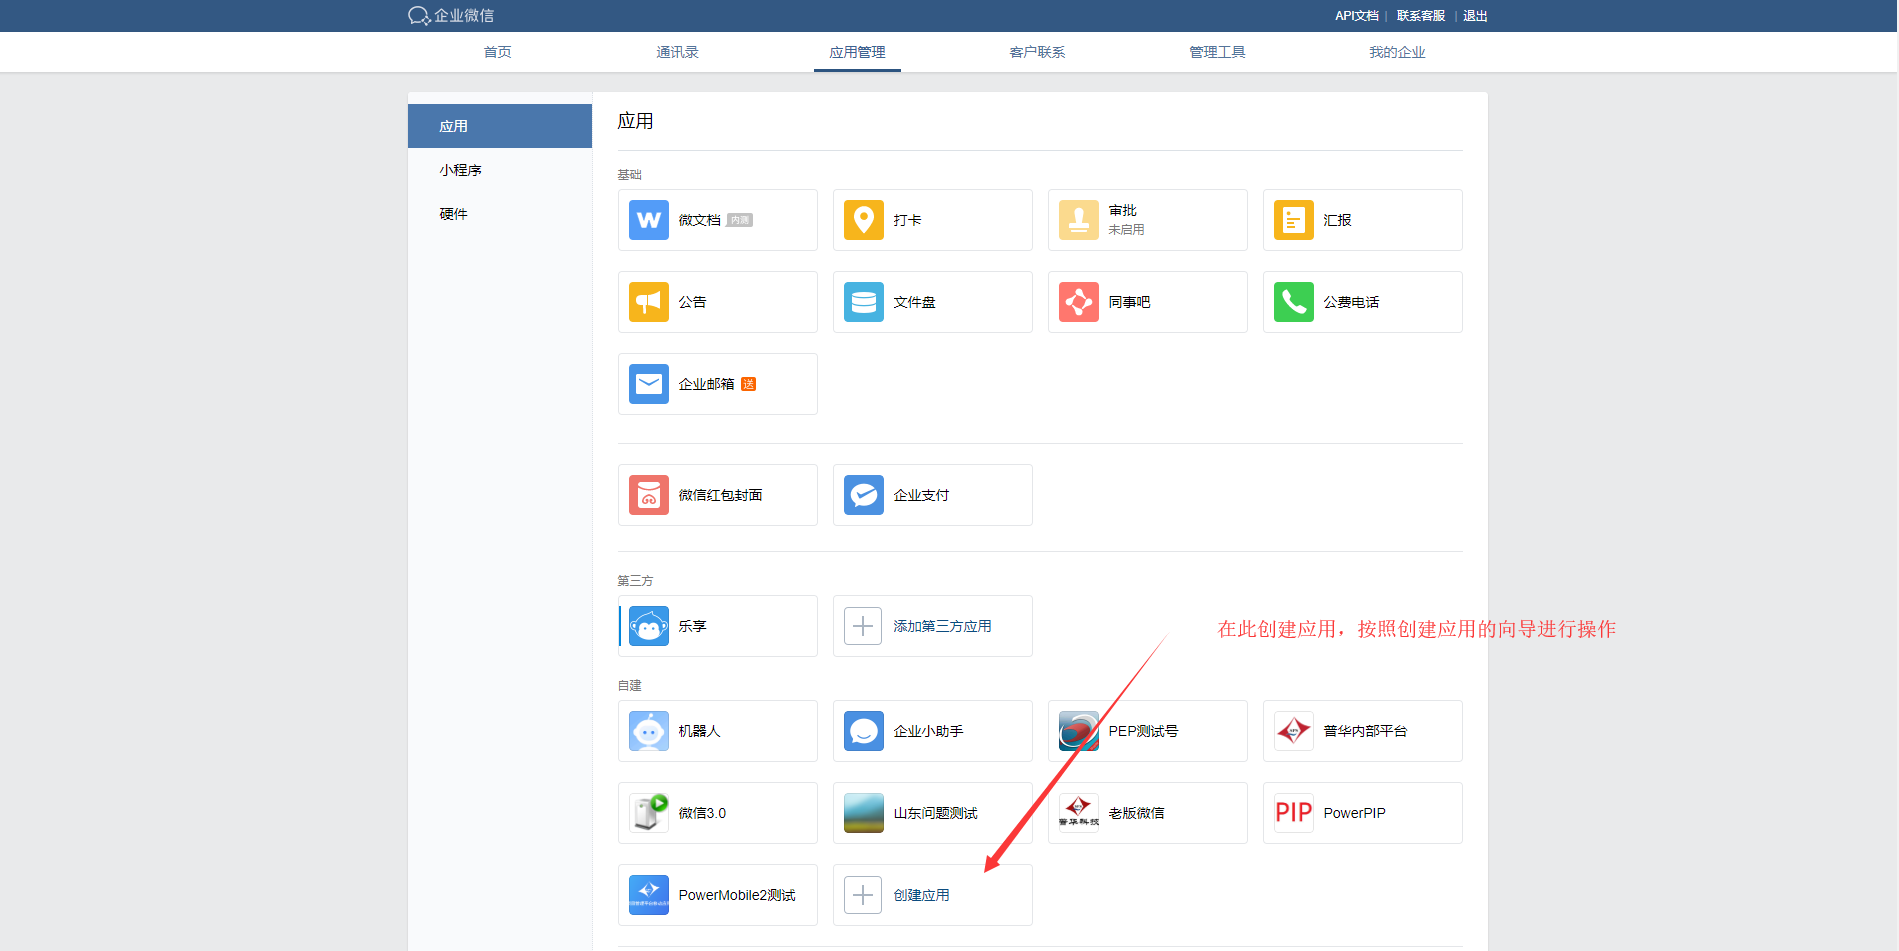 企业微信
API文档 | 联系客服 | 退出
首页 通讯录 应用管理 客户联系 管理工具 我的企业
应用
小程序
硬件
应用
基础
微文档 内测
打卡
审批
未启用
汇报
公告
文件盘
同事吧
公费电话
企业邮箱 送
微信红包封面
企业支付
第三方
乐享
添加第三方应用
在此创建应用，按照创建应用的向导进行操作
自建
机器人
企业小助手
PEP测试号
普华内部平台
微信3.0
山东问题测试
普华科技
老版微信
PIP
PowerPIP
PowerMobile2测试
创建应用